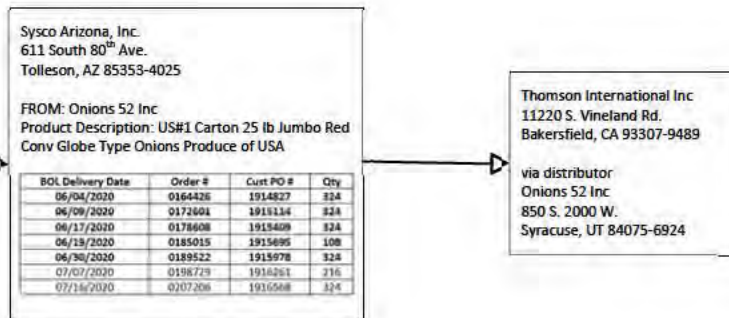 Sysco Arizona, Inc.
611 South 80th Ave.
Tolleson, AZ 85353-4025
FROM: Onions 52 Inc
Product Description: US#1 Carton 25 lb Jumbo Red
Conv Globe Type Onions Produce of USA
BOL Delivery Date Order # Cust PO # Qty
06/04/2020 0164426 1914827 324
06/09/2020 0172601 1915114 324
06/17/2020 0178608 1915409 324
06/19/2020 0185015 1915695 108
06/30/2020 0189522 1915978 324
07/07/2020 0198729 1916261 216
07/16/2020 0207206 1916568 324
Thomson International Inc
11220 S. Vineland Rd.
Bakersfield, CA 93307-9489
via distributor
Onions 52 Inc
850 S. 2000 W.
Syracuse, UT 84075-6924